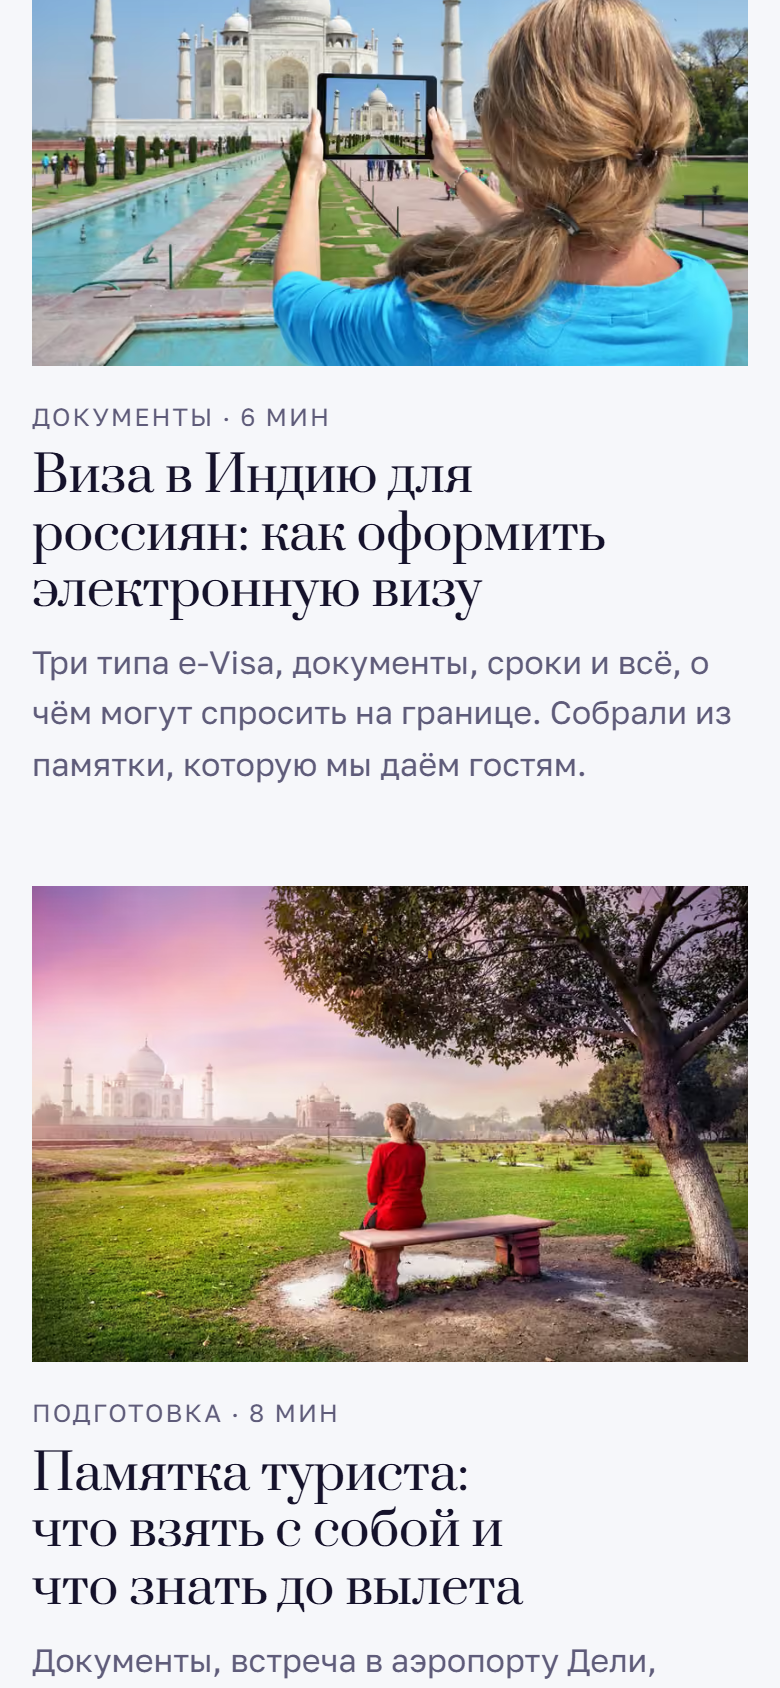 ДОКУМЕНТЫ · 6 МИН
Виза в Индию для
россиян: как оформить
электронную визу
Три типа e-Visa, документы, сроки и всё, о
чём могут спросить на границе. Собрали из
памятки, которую мы даём гостям.
ПОДГОТОВКА · 8 МИН
Памятка туриста:
что взять с собой и
что знать до вылета
Документы, встреча в аэропорту Дели,